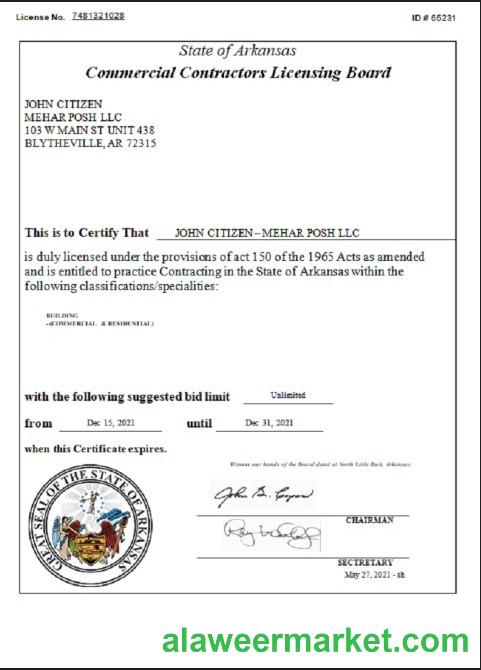 License No. 7481321028
ID # 65231
State of Arkansas
Commercial Contractors Licensing Board
JOHN CITIZEN
MEHAR POSH LLC
103 W MAIN ST UNIT 438
BLYTHEVILLE, AR 72315
This is to Certify That JOHN CITIZEN – MEHAR POSH LLC
is duly licensed under the provisions of act 150 of the 1965 Acts as amended
and is entitled to practice Contracting in the State of Arkansas within the
following classifications/specialities:
BUILDING
-(COMMERCIAL & RESIDENTIAL)
with the following suggested bid limit Unlimited
from Dec 15, 2021 until Dec 31, 2021
when this Certificate expires.
Witness our hands of the Board dated at North Little Rock, Arkansas:
GREAT SEAL OF THE STATE OF ARKANSAS
CHAIRMAN
SECTRETARY
May 27, 2021 - sh
alaweermarket.com